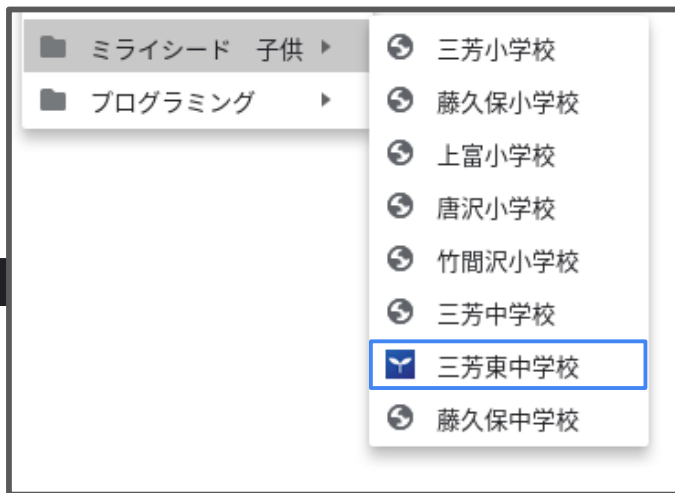 ミライシード　子供
プログラミング
三芳小学校
藤久保小学校
上富小学校
唐沢小学校
竹間沢小学校
三芳中学校
三芳東中学校
藤久保中学校